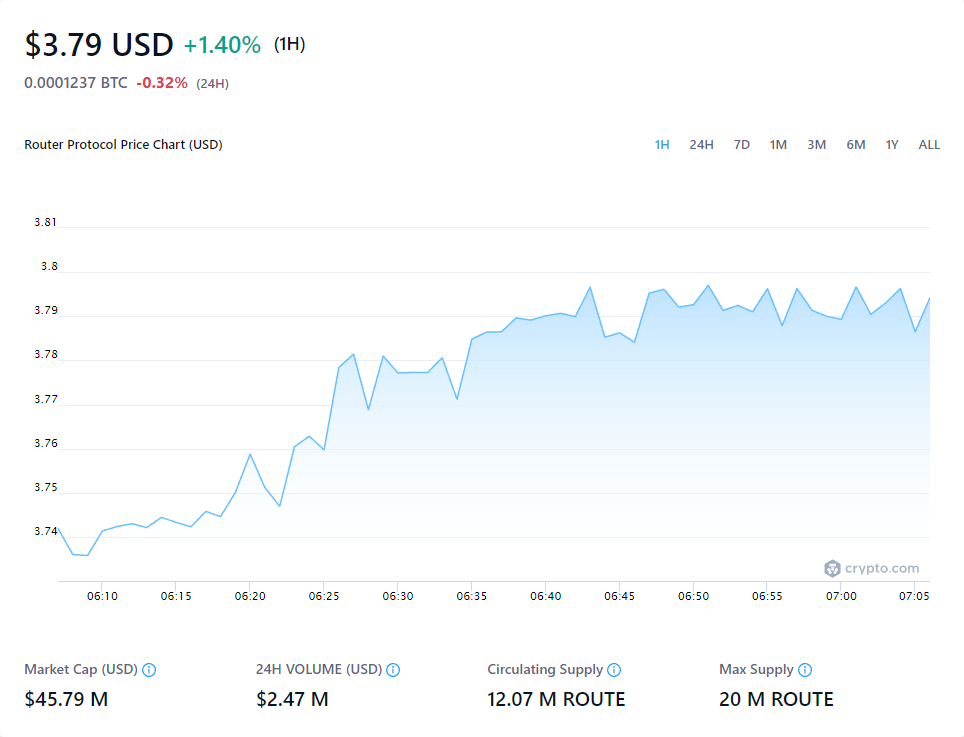 $3.79 USD +1.40% (1H)
0.0001237 BTC -0.32% (24H)
Router Protocol Price Chart (USD) 1H 24H 7D 1M 3M 6M 1Y ALL
3.81
3.8
3.79
3.78
3.77
3.76
3.75
3.74
crypto.com
06:10 06:15 06:20 06:25 06:30 06:35 06:40 06:45 06:50 06:55 07:00 07:05
Market Cap (USD) 24H VOLUME (USD) Circulating Supply Max Supply
$45.79 M $2.47 M 12.07 M ROUTE 20 M ROUTE